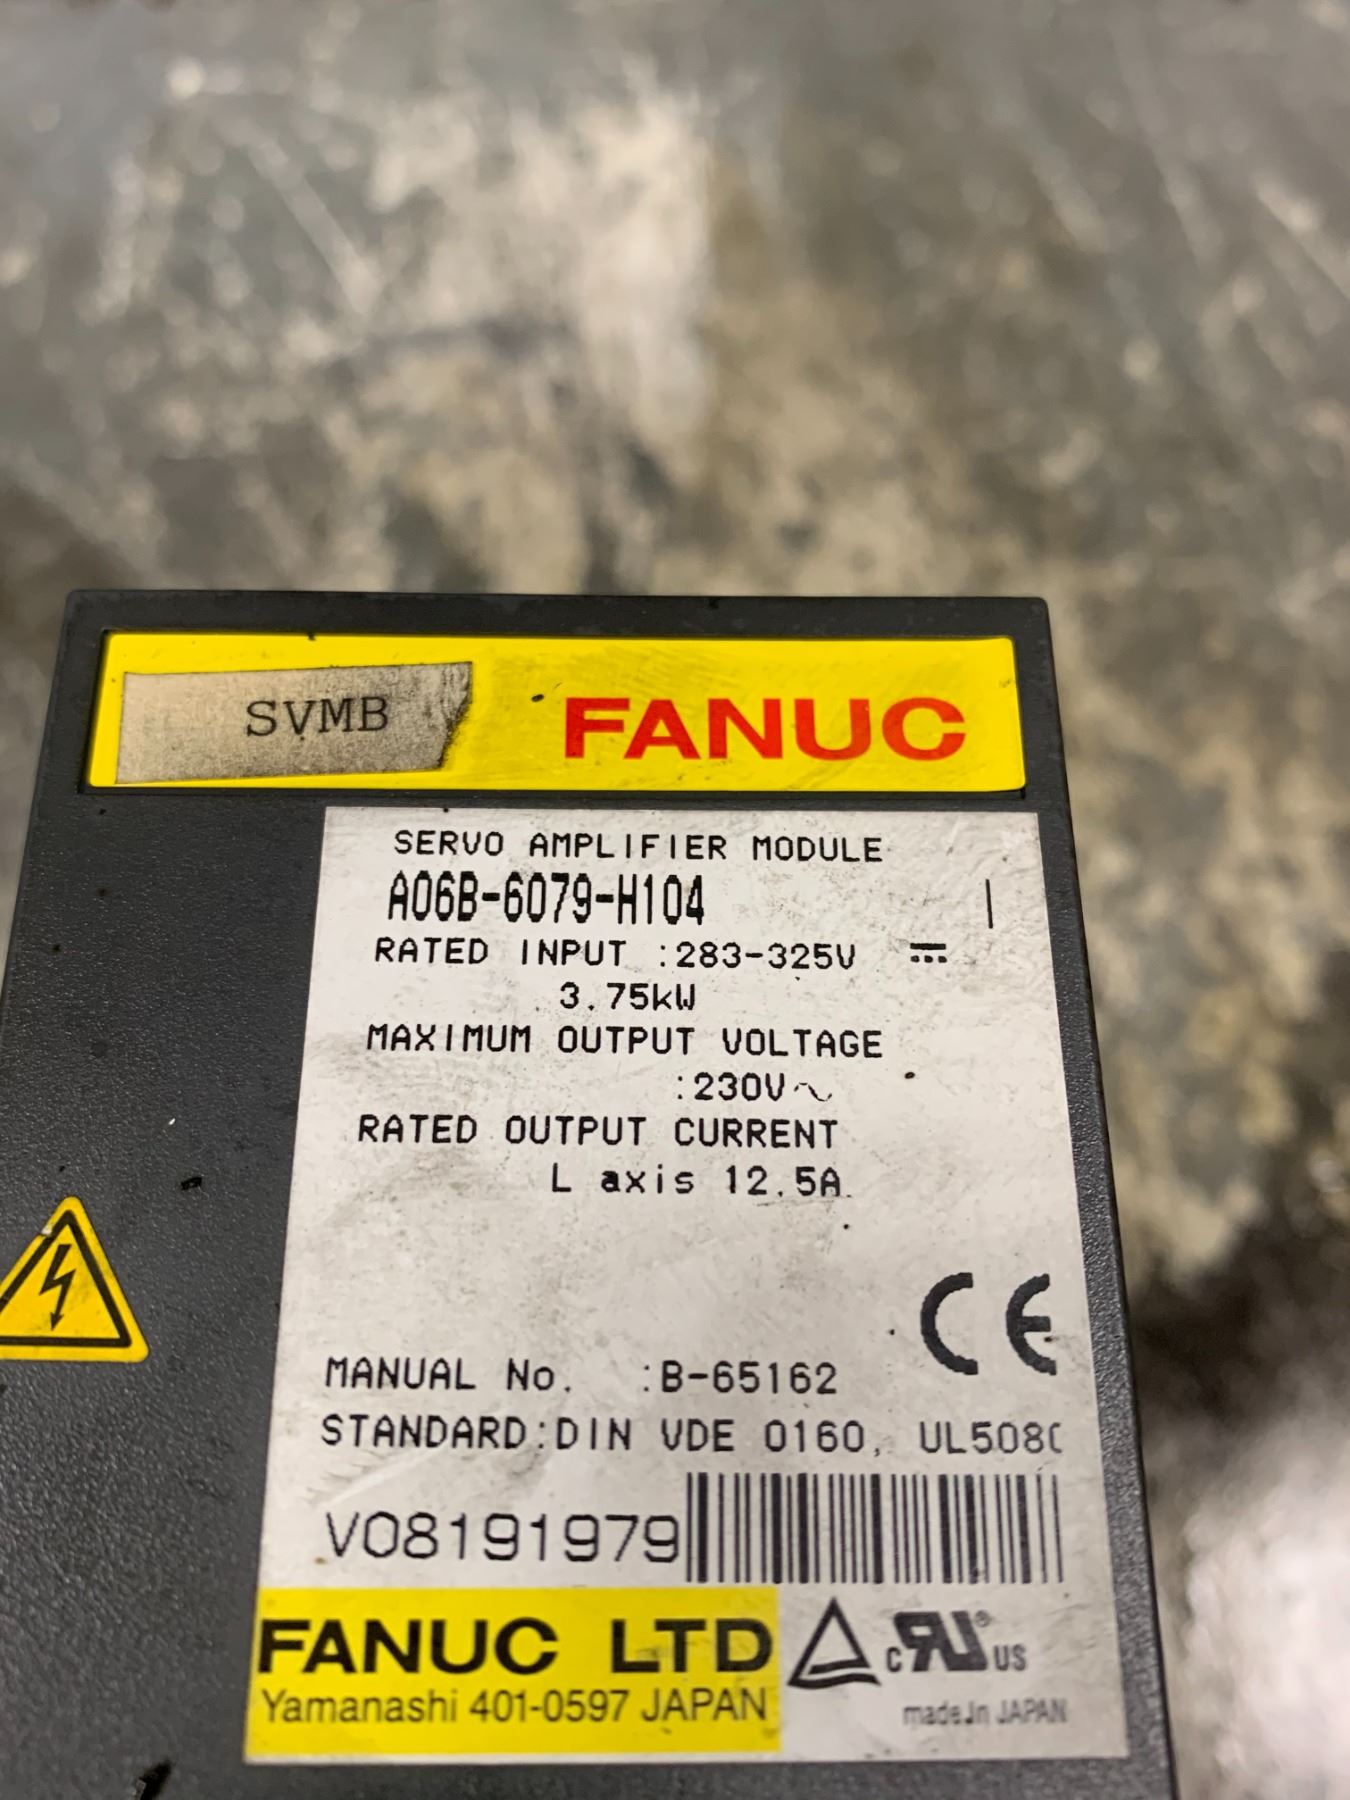 SVMB FANUC
SERVO AMPLIFIER MODULE
A06B-6079-H104
RATED INPUT :283-325V
3.75kW
MAXIMUM OUTPUT VOLTAGE
:230V~
RATED OUTPUT CURRENT
L axis 12.5A
CE
MANUAL No. :B-65162
STANDARD:DIN VDE 0160, UL508C
V08191979
FANUC LTD
Yamanashi 401-0597 JAPAN
c RU ® US
made In JAPAN